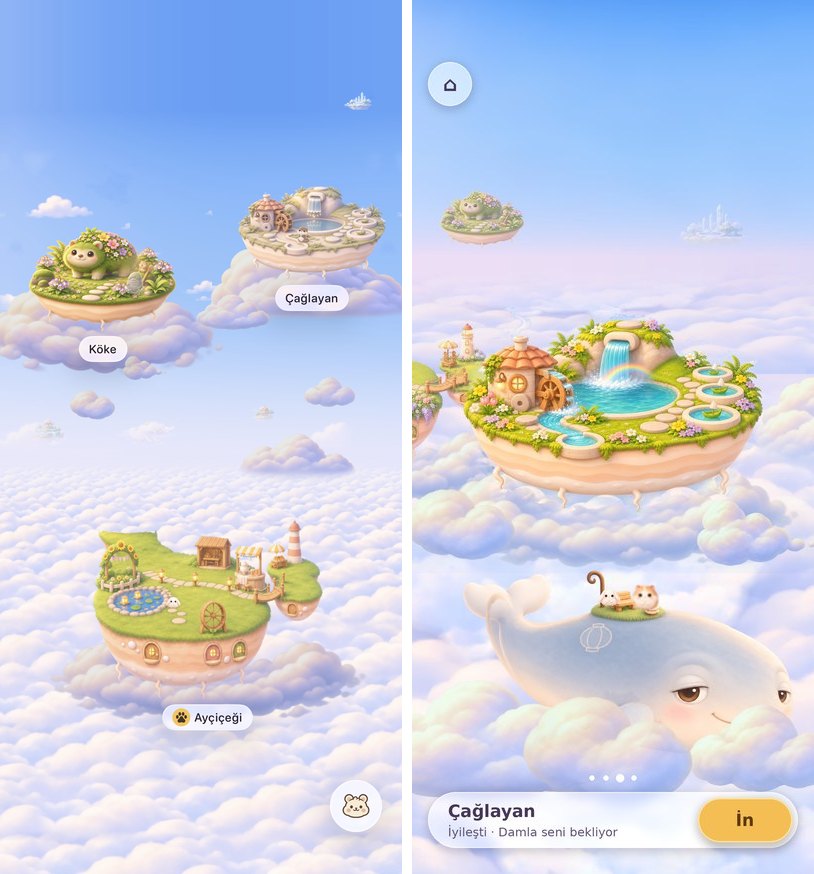 Çağlayan
Köke
Ayçiçeği
Çağlayan
İyileşti · Damla seni bekliyor
İn